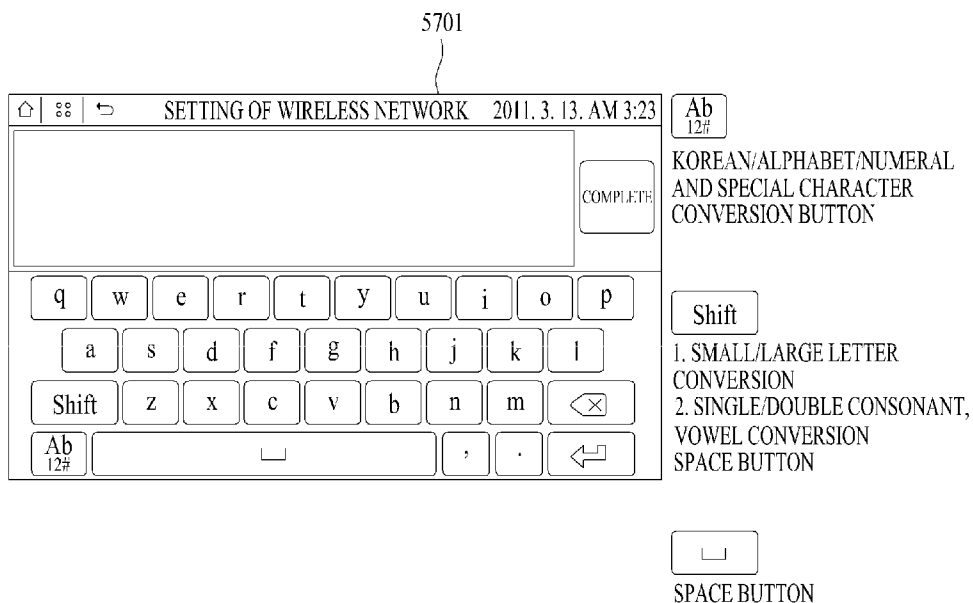 5701
SETTING OF WIRELESS NETWORK 2011. 3. 13. AM 3:23
COMPLETE
q w e r t y u i o p
a s d f g h j k l
Shift z x c v b n m
Ab
12#
, .
Ab
12#
KOREAN/ALPHABET/NUMERAL
AND SPECIAL CHARACTER
CONVERSION BUTTON
Shift
1. SMALL/LARGE LETTER
CONVERSION
2. SINGLE/DOUBLE CONSONANT,
VOWEL CONVERSION
SPACE BUTTON
SPACE BUTTON